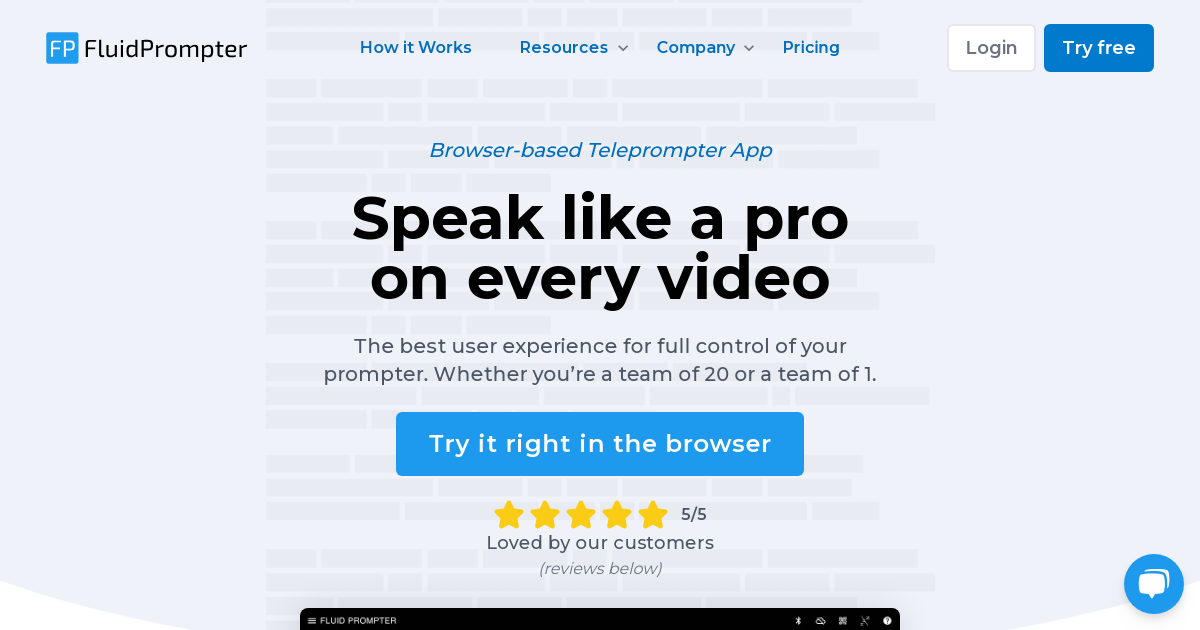 FP FluidPrompter
How it Works
Resources
Company
Pricing
Login
Try free
Browser-based Teleprompter App
Speak like a pro
on every video
The best user experience for full control of your
prompter. Whether you’re a team of 20 or a team of 1.
Try it right in the browser
5/5
Loved by our customers
(reviews below)
FLUID PROMPTER